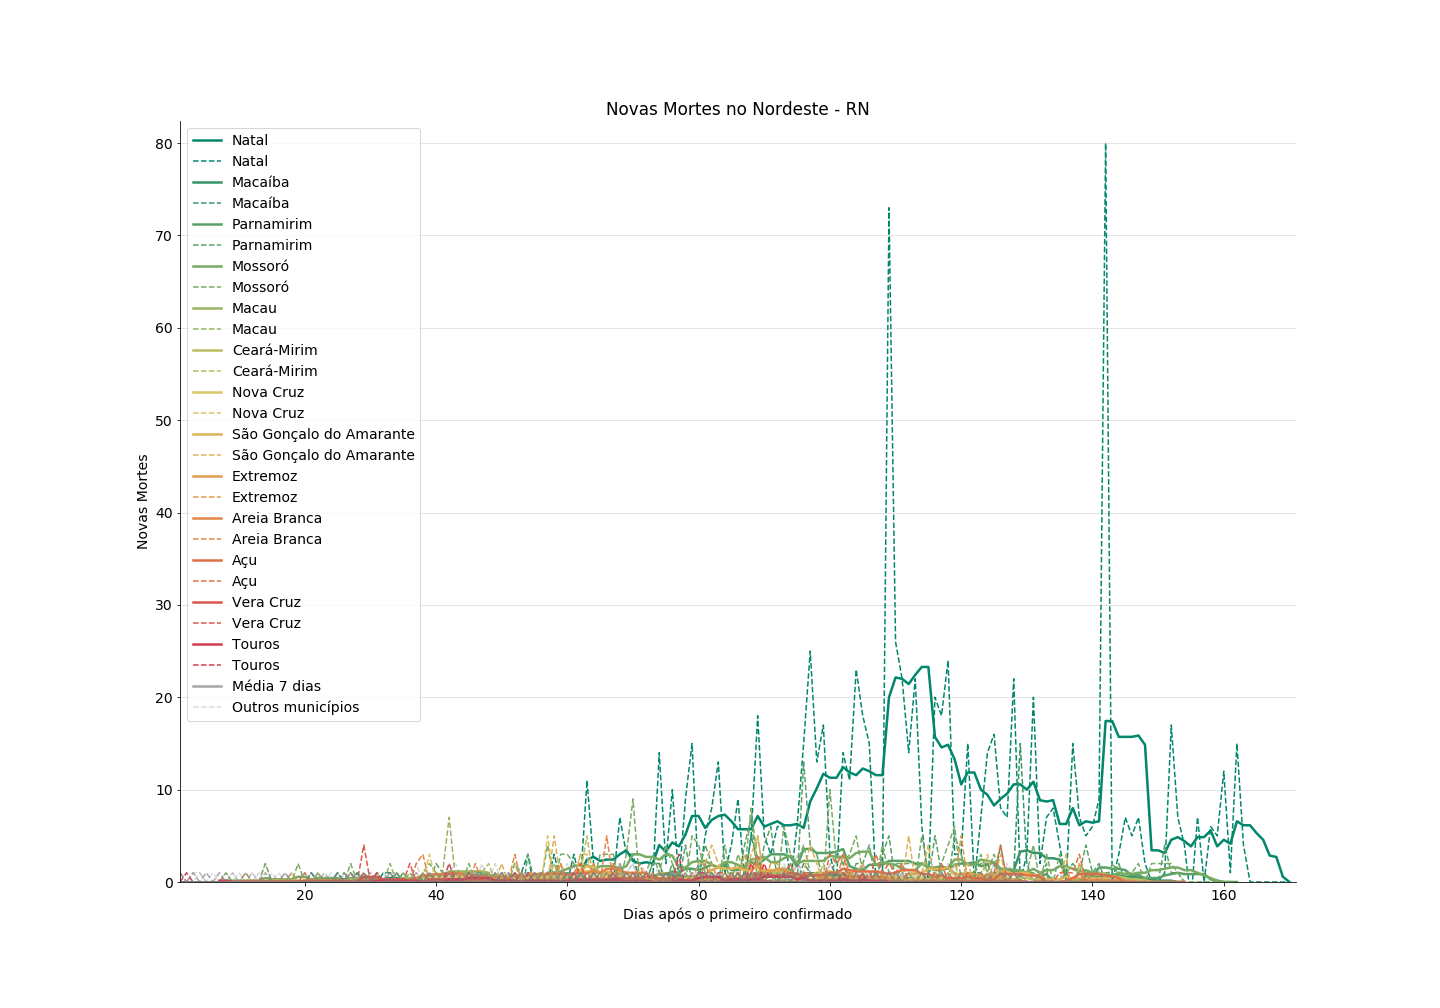 Novas Mortes no Nordeste - RN
Natal
Natal
Macaíba
Macaíba
Parnamirim
Parnamirim
Mossoró
Mossoró
Macau
Macau
Ceará-Mirim
Ceará-Mirim
Nova Cruz
Nova Cruz
São Gonçalo do Amarante
São Gonçalo do Amarante
Extremoz
Extremoz
Areia Branca
Areia Branca
Açu
Açu
Vera Cruz
Vera Cruz
Touros
Touros
Média 7 dias
Outros municípios
Novas Mortes
80
70
60
50
40
30
20
10
0
20 40 60 80 100 120 140 160
Dias após o primeiro confirmado